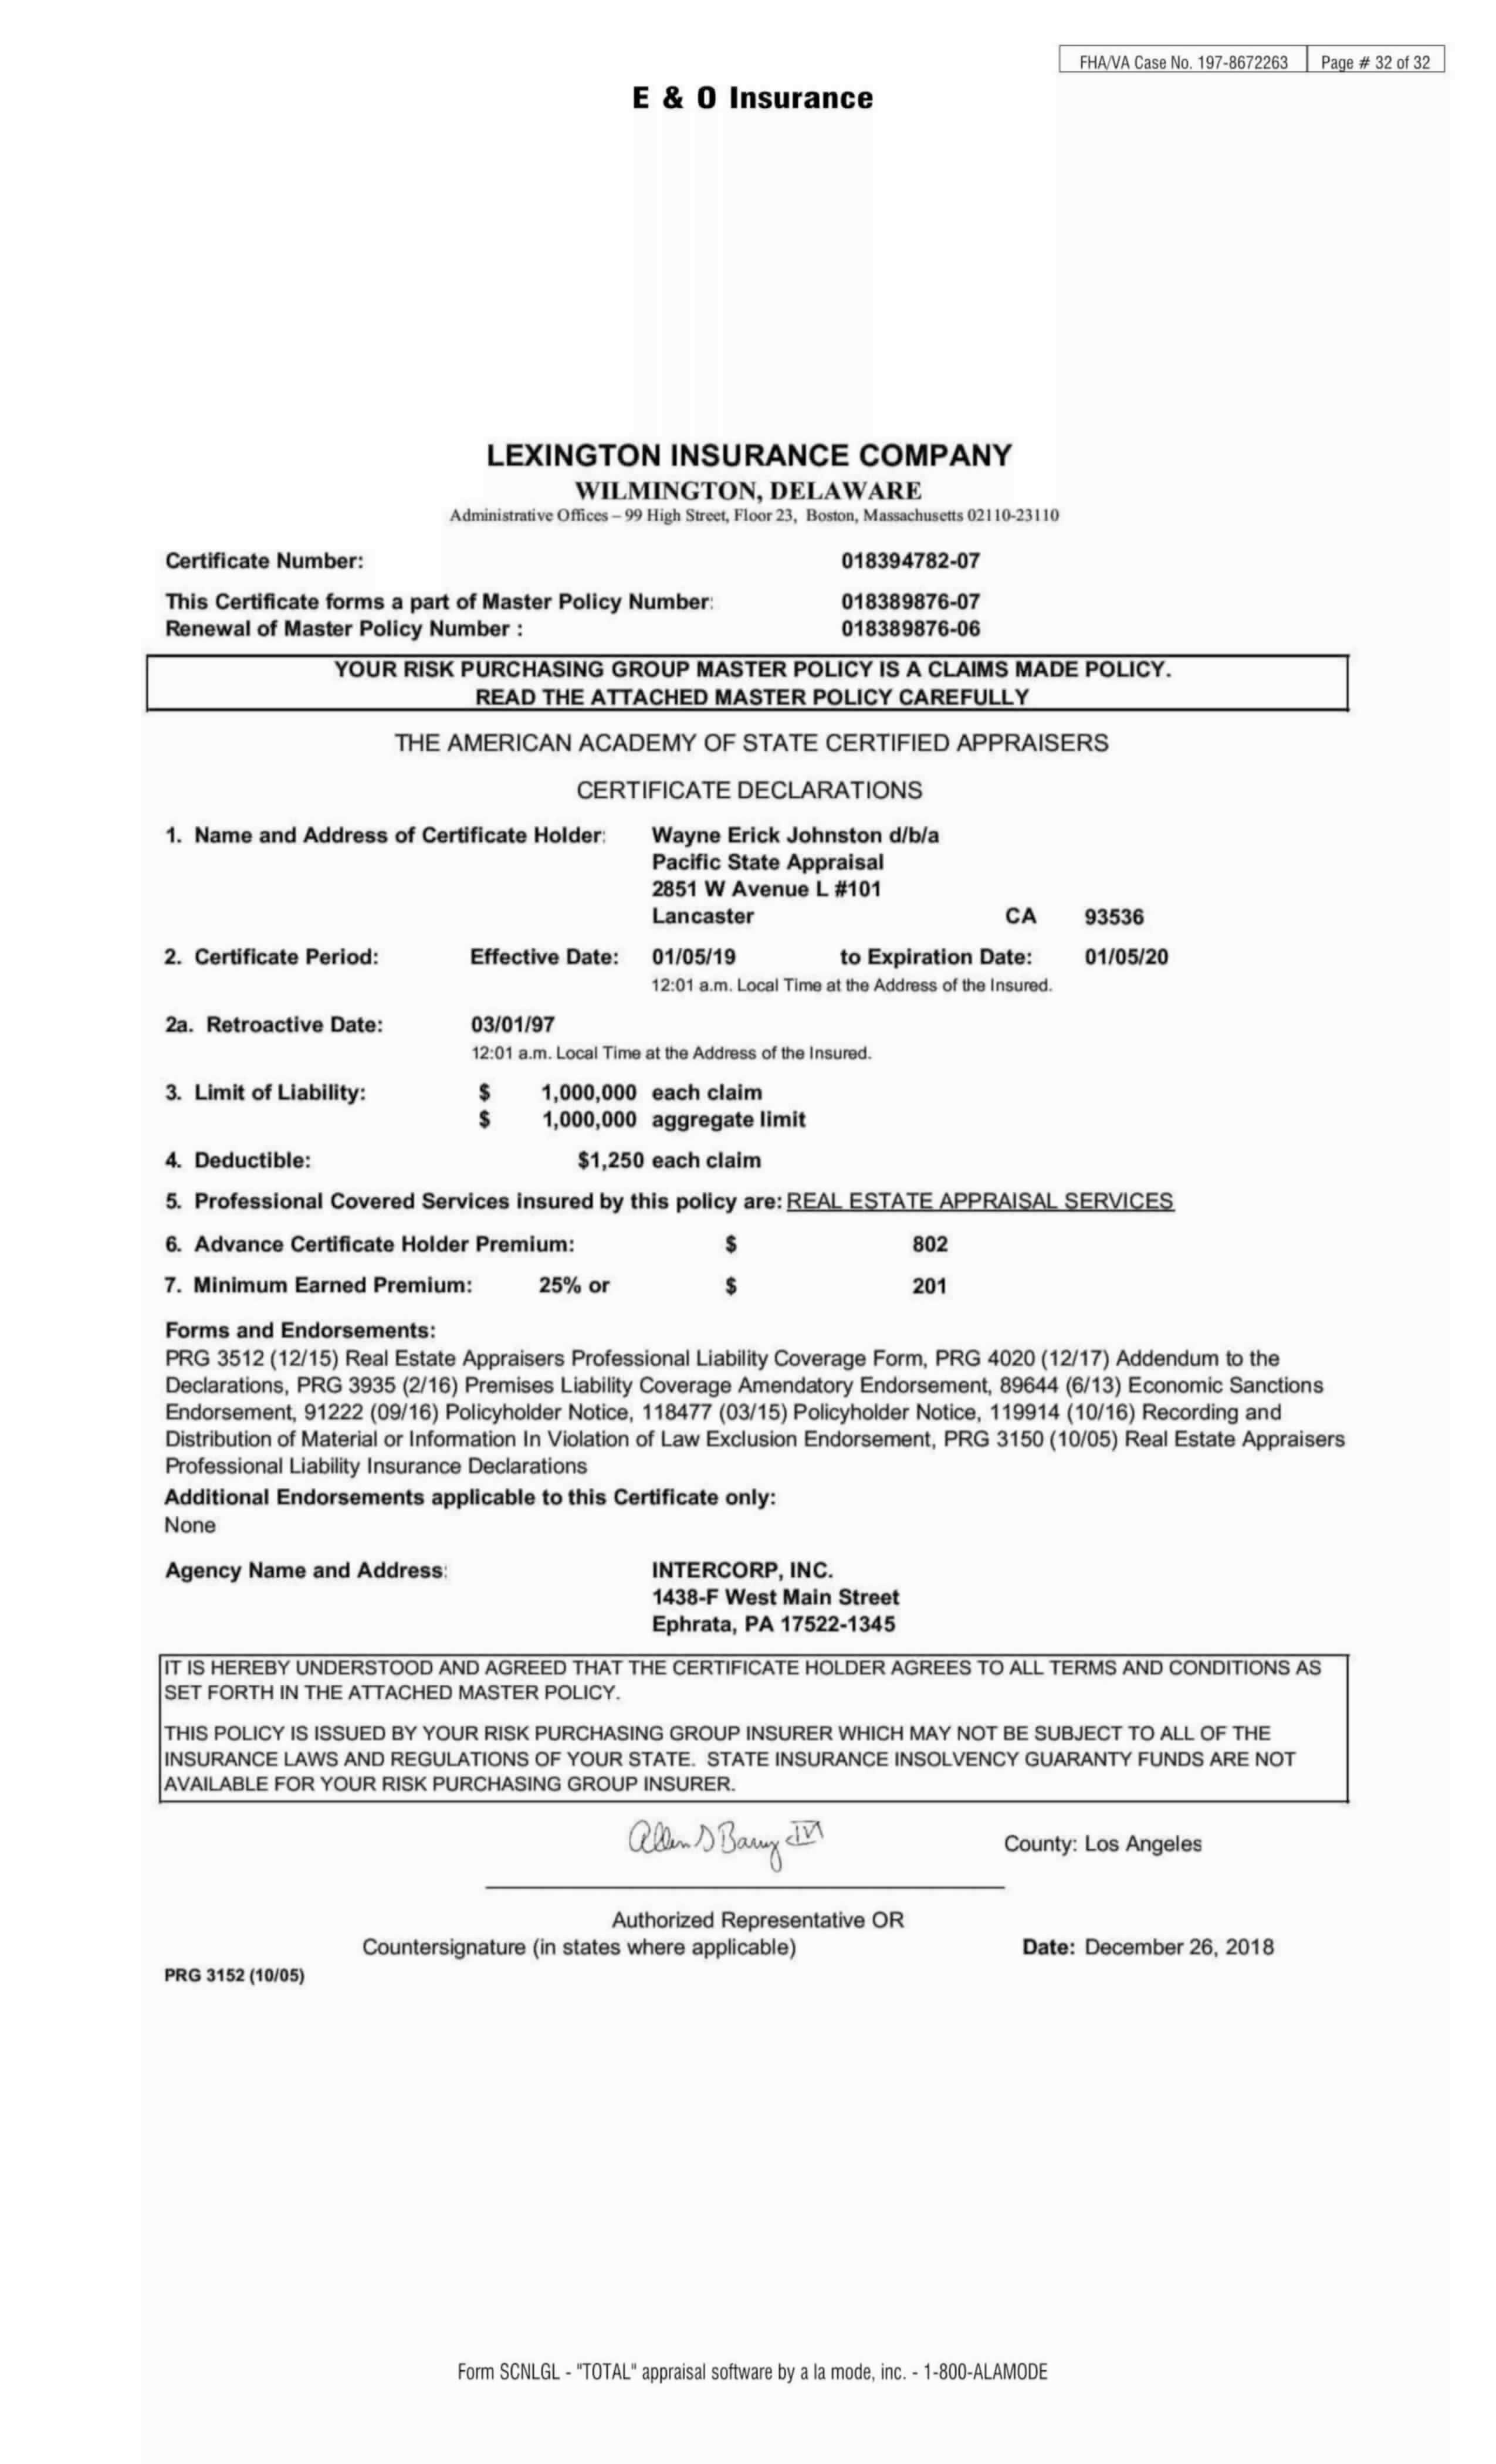 FHA/VA Case No. 197-8672263 Page # 32 of 32
E & O Insurance
LEXINGTON INSURANCE COMPANY
WILMINGTON, DELAWARE
Administrative Offices – 99 High Street, Floor 23, Boston, Massachusetts 02110-23110
Certificate Number: 018394782-07
This Certificate forms a part of Master Policy Number: 018389876-07
Renewal of Master Policy Number : 018389876-06
YOUR RISK PURCHASING GROUP MASTER POLICY IS A CLAIMS MADE POLICY.
READ THE ATTACHED MASTER POLICY CAREFULLY
THE AMERICAN ACADEMY OF STATE CERTIFIED APPRAISERS
CERTIFICATE DECLARATIONS
1. Name and Address of Certificate Holder: Wayne Erick Johnston d/b/a
Pacific State Appraisal
2851 W Avenue L #101
Lancaster CA 93536
2. Certificate Period: Effective Date: 01/05/19 to Expiration Date: 01/05/20
12:01 a.m. Local Time at the Address of the Insured.
2a. Retroactive Date: 03/01/97
12:01 a.m. Local Time at the Address of the Insured.
3. Limit of Liability: $ 1,000,000 each claim
$ 1,000,000 aggregate limit
4. Deductible: $1,250 each claim
5. Professional Covered Services insured by this policy are: REAL ESTATE APPRAISAL SERVICES
6. Advance Certificate Holder Premium: $ 802
7. Minimum Earned Premium: 25% or $ 201
Forms and Endorsements:
PRG 3512 (12/15) Real Estate Appraisers Professional Liability Coverage Form, PRG 4020 (12/17) Addendum to the
Declarations, PRG 3935 (2/16) Premises Liability Coverage Amendatory Endorsement, 89644 (6/13) Economic Sanctions
Endorsement, 91222 (09/16) Policyholder Notice, 118477 (03/15) Policyholder Notice, 119914 (10/16) Recording and
Distribution of Material or Information In Violation of Law Exclusion Endorsement, PRG 3150 (10/05) Real Estate Appraisers
Professional Liability Insurance Declarations
Additional Endorsements applicable to this Certificate only:
None
Agency Name and Address: INTERCORP, INC.
1438-F West Main Street
Ephrata, PA 17522-1345
IT IS HEREBY UNDERSTOOD AND AGREED THAT THE CERTIFICATE HOLDER AGREES TO ALL TERMS AND CONDITIONS AS
SET FORTH IN THE ATTACHED MASTER POLICY.
THIS POLICY IS ISSUED BY YOUR RISK PURCHASING GROUP INSURER WHICH MAY NOT BE SUBJECT TO ALL OF THE
INSURANCE LAWS AND REGULATIONS OF YOUR STATE. STATE INSURANCE INSOLVENCY GUARANTY FUNDS ARE NOT
AVAILABLE FOR YOUR RISK PURCHASING GROUP INSURER.
Allen County: Los Angeles
Authorized Representative OR
Countersignature (in states where applicable) Date: December 26, 2018
PRG 3152 (10/05)
Form SCNLGL - "TOTAL" appraisal software by a la mode, inc. - 1-800-ALAMODE